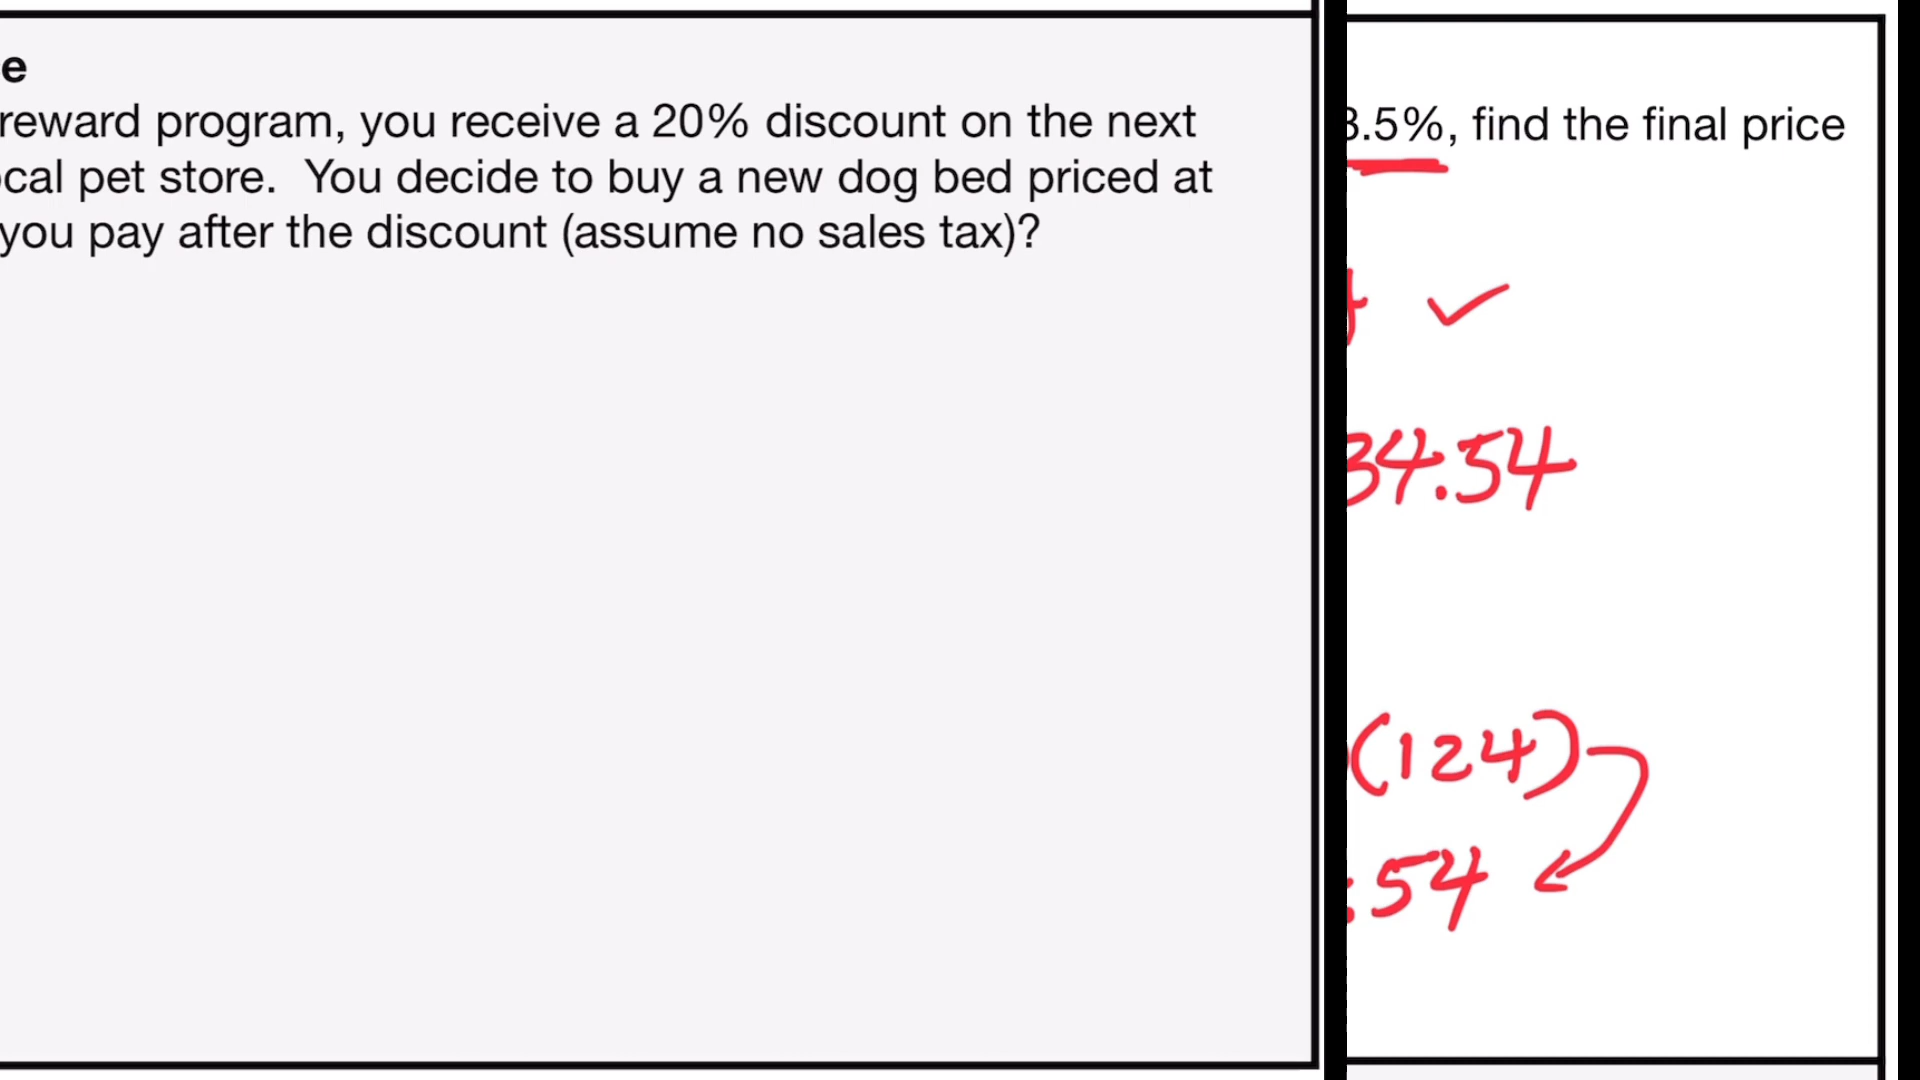 e
reward program, you receive a 20% discount on the next
cal pet store. You decide to buy a new dog bed priced at
you pay after the discount (assume no sales tax)?
.5%, find the final price
34.54
(124)
.54